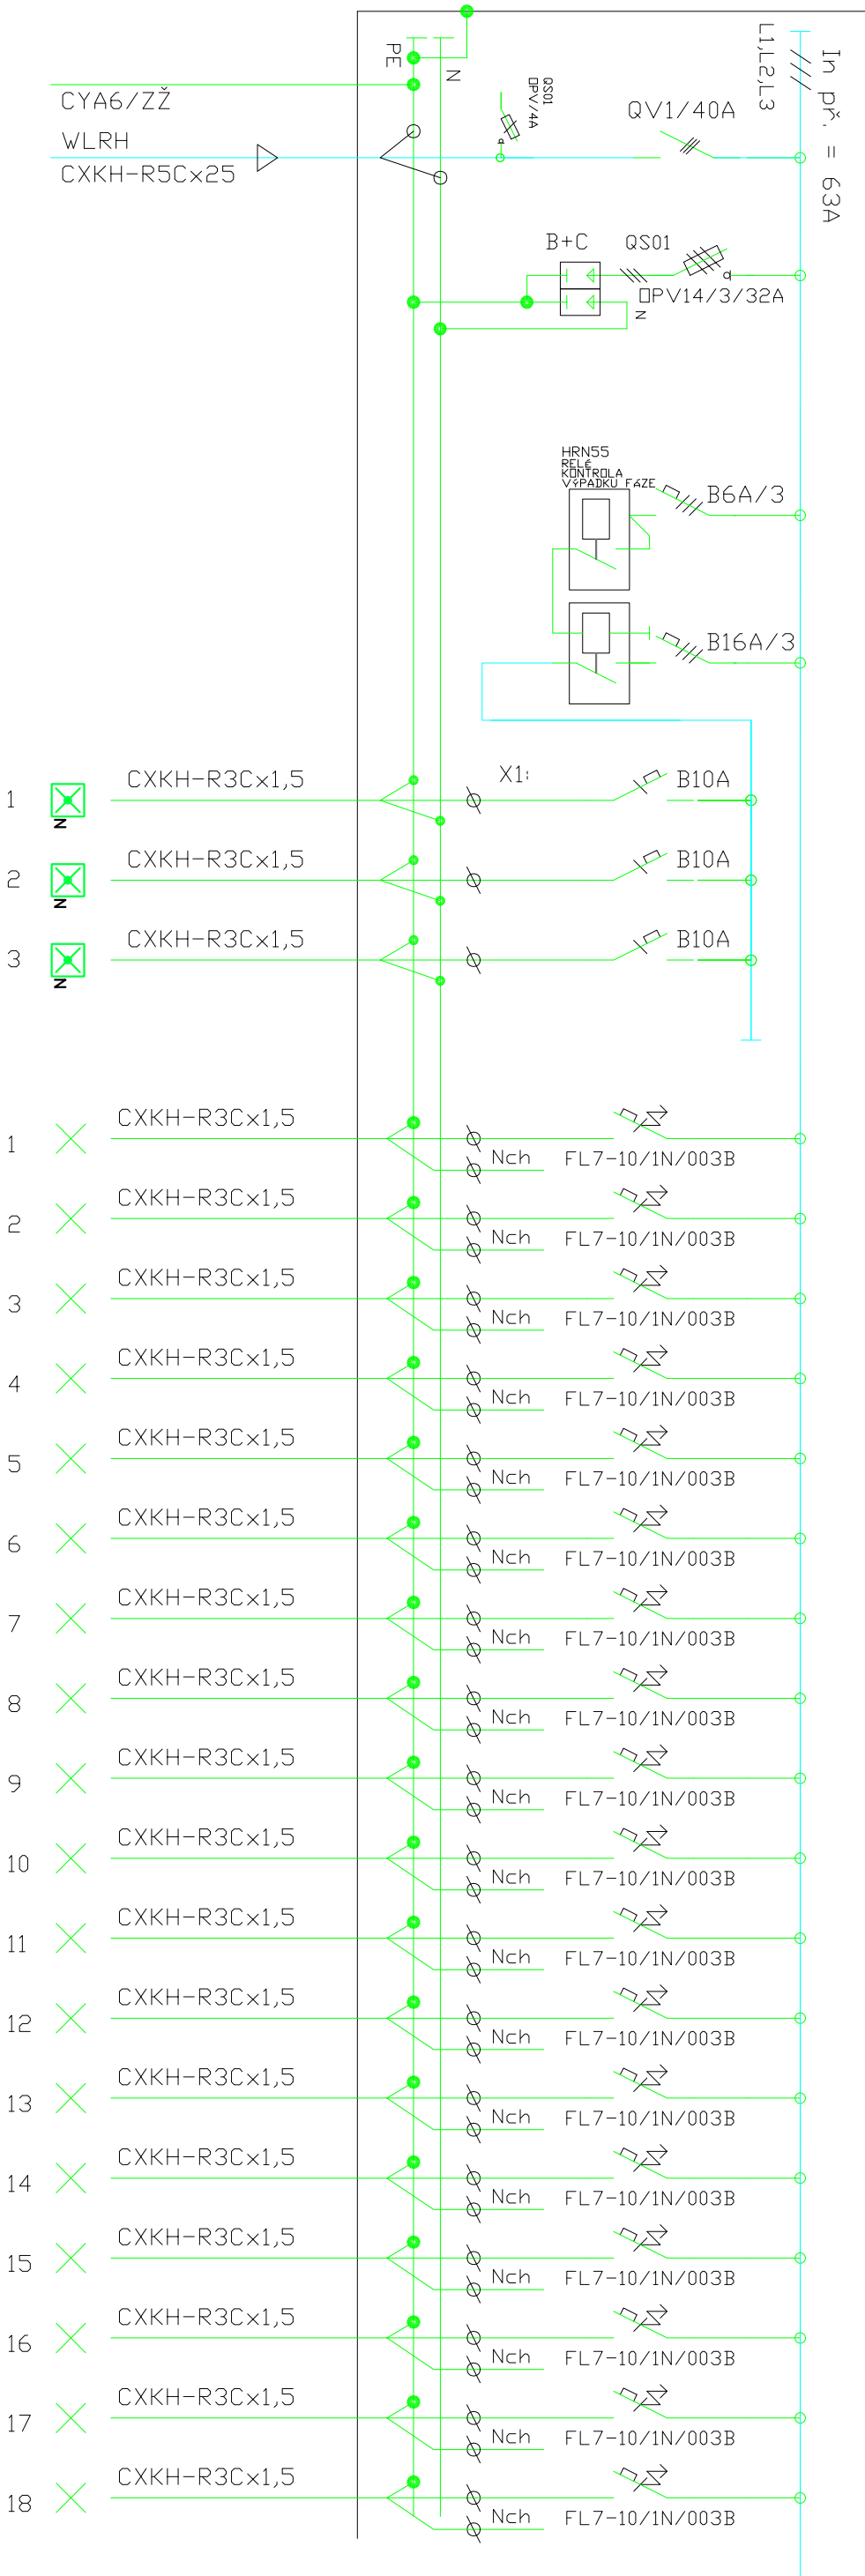 In př. = 63A
L1,L2,L3
PE
N
CYA6/ZŽ
WLRH
CXKH-R5Cx25
QS01
OPV/4A
QV1/40A
B+C
QS01
OPV14/3/32A
N
HRN55
RELÉ
KONTROLA
VÝPADKU FÁZE
B6A/3
B16A/3
X1:
1 N CXKH-R3Cx1,5 B10A
2 N CXKH-R3Cx1,5 B10A
3 N CXKH-R3Cx1,5 B10A
1 CXKH-R3Cx1,5 Nch FL7-10/1N/003B
2 CXKH-R3Cx1,5 Nch FL7-10/1N/003B
3 CXKH-R3Cx1,5 Nch FL7-10/1N/003B
4 CXKH-R3Cx1,5 Nch FL7-10/1N/003B
5 CXKH-R3Cx1,5 Nch FL7-10/1N/003B
6 CXKH-R3Cx1,5 Nch FL7-10/1N/003B
7 CXKH-R3Cx1,5 Nch FL7-10/1N/003B
8 CXKH-R3Cx1,5 Nch FL7-10/1N/003B
9 CXKH-R3Cx1,5 Nch FL7-10/1N/003B
10 CXKH-R3Cx1,5 Nch FL7-10/1N/003B
11 CXKH-R3Cx1,5 Nch FL7-10/1N/003B
12 CXKH-R3Cx1,5 Nch FL7-10/1N/003B
13 CXKH-R3Cx1,5 Nch FL7-10/1N/003B
14 CXKH-R3Cx1,5 Nch FL7-10/1N/003B
15 CXKH-R3Cx1,5 Nch FL7-10/1N/003B
16 CXKH-R3Cx1,5 Nch FL7-10/1N/003B
17 CXKH-R3Cx1,5 Nch FL7-10/1N/003B
18 CXKH-R3Cx1,5 Nch FL7-10/1N/003B